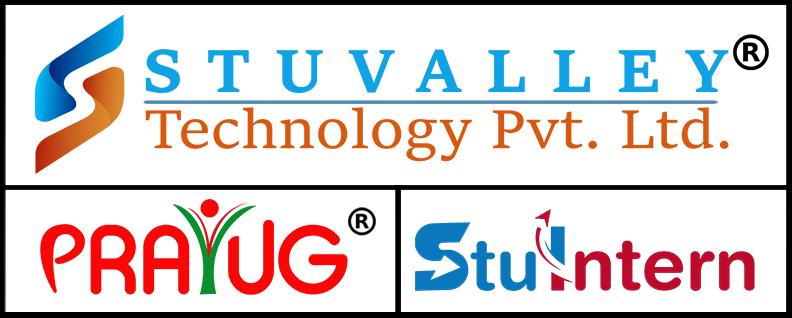 STUVALLEY®
Technology Pvt. Ltd.
PRAYUG®
StuIntern